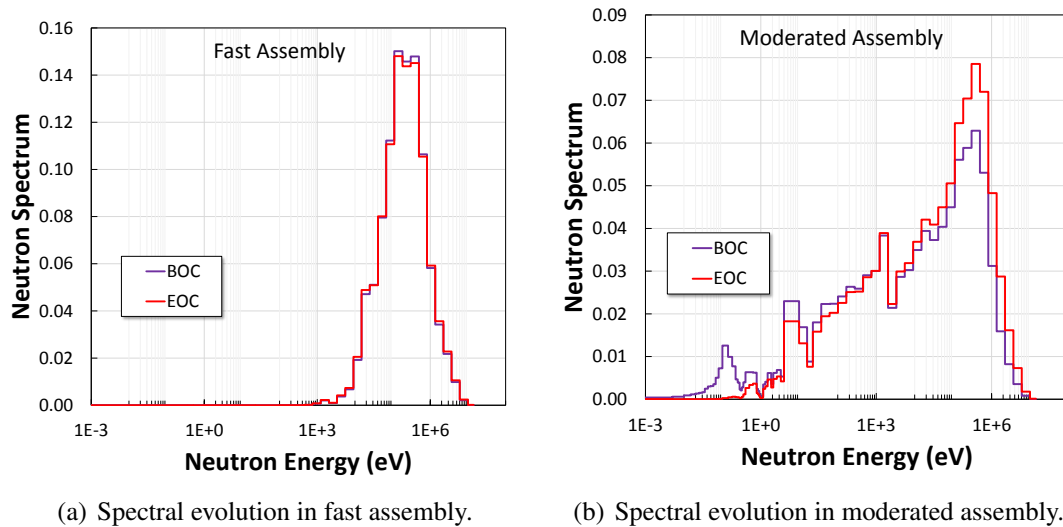 Fast Assembly
Neutron Spectrum
0.16
0.14
0.12
0.10
0.08
0.06
0.04
0.02
0.00
BOC
EOC
1E-3
1E+0
1E+3
1E+6
Neutron Energy (eV)
(a) Spectral evolution in fast assembly.
Moderated Assembly
Neutron Spectrum
0.09
0.08
0.07
0.06
0.05
0.04
0.03
0.02
0.01
0.00
BOC
EOC
1E-3
1E+0
1E+3
1E+6
Neutron Energy (eV)
(b) Spectral evolution in moderated assembly.